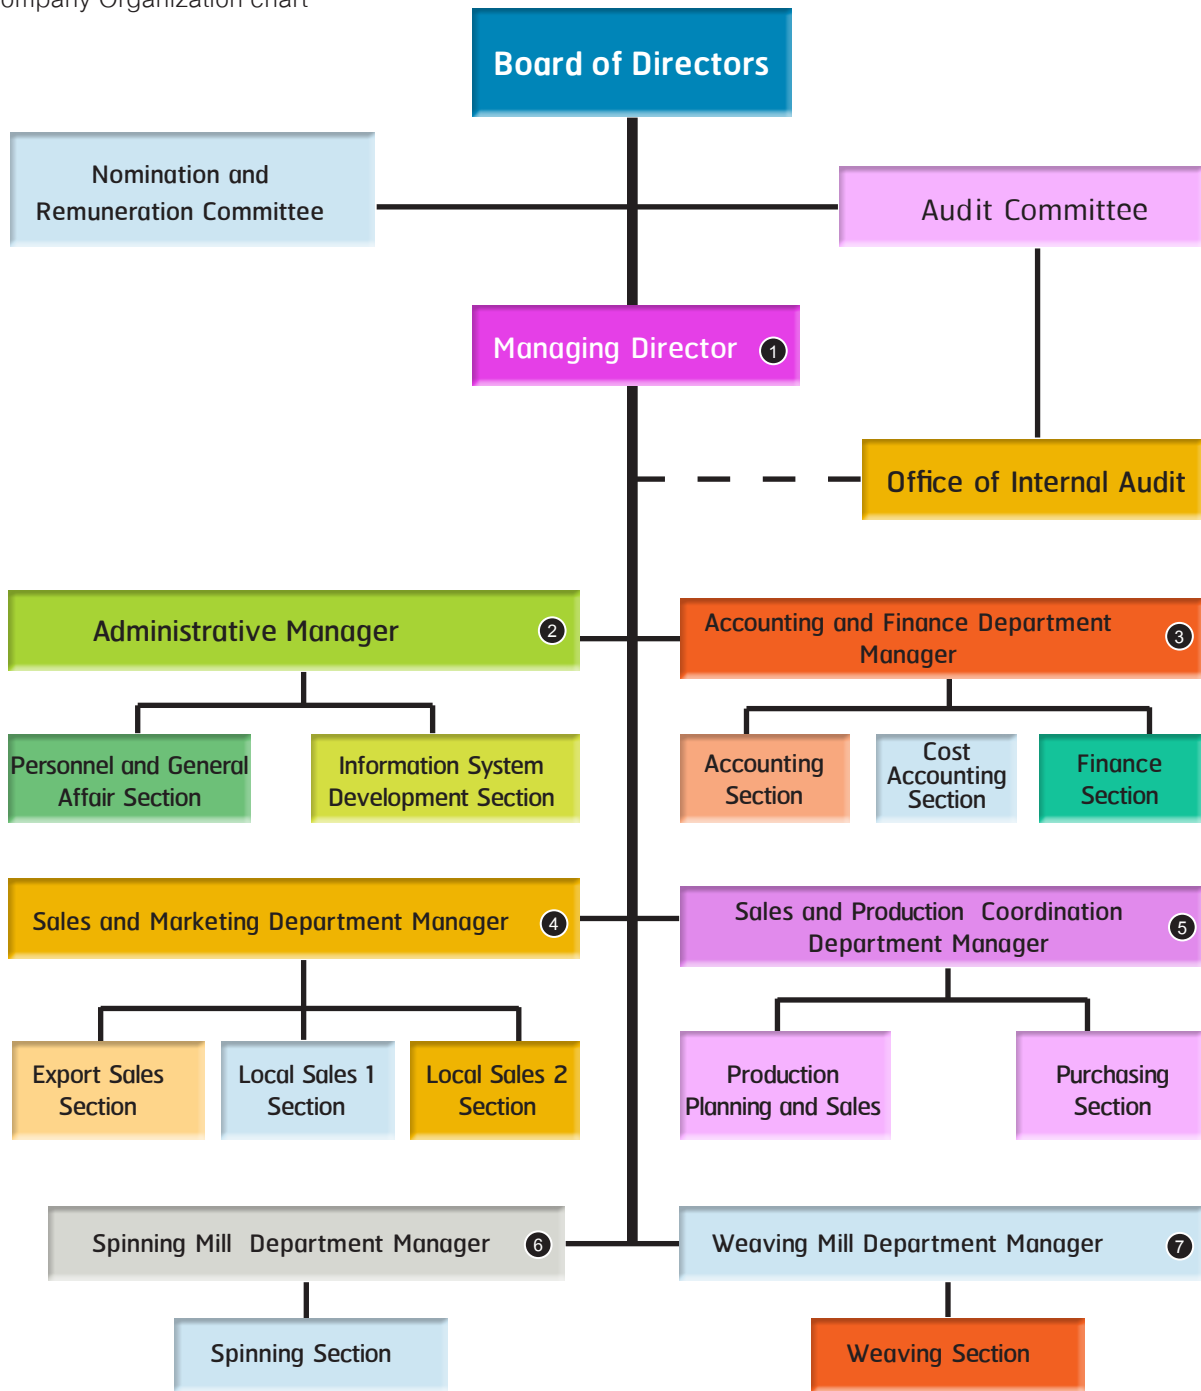 ompany Organization chart
Board of Directors
Nomination and
Remuneration Committee
Audit Committee
Managing Director 1
Office of Internal Audit
Administrative Manager 2
Accounting and Finance Department
Manager
3
Personnel and General
Affair Section
Information System
Development Section
Accounting
Section
Cost
Accounting
Section
Finance
Section
Sales and Marketing Department Manager 4
Sales and Production Coordination
Department Manager
5
Export Sales
Section
Local Sales 1
Section
Local Sales 2
Section
Production
Planning and Sales
Purchasing
Section
Spinning Mill Department Manager 6
Weaving Mill Department Manager 7
Spinning Section
Weaving Section